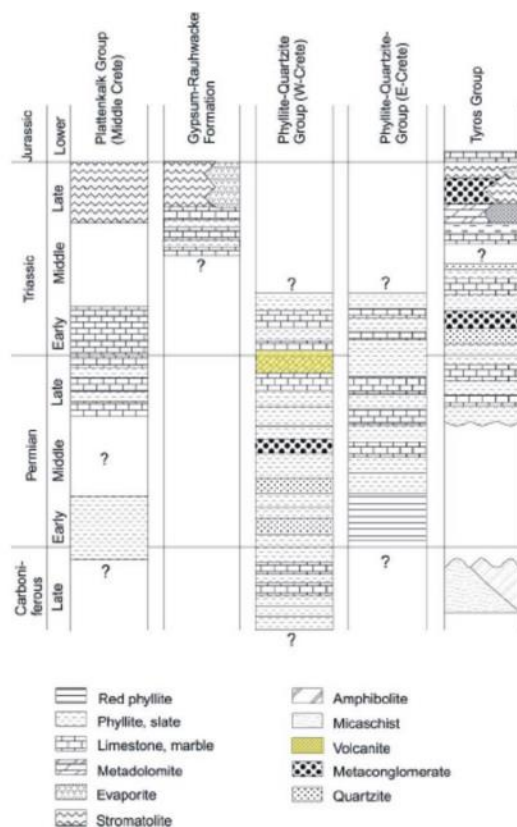 Plattenkalk Group
(Middle Crete)
Gypsum-Rauhwacke
Formation
Phyllite-Quartzite
Group (W-Crete)
Phyllite-Quartzite-
Group (E-Crete)
Tyros Group
Jurassic
Lower
Triassic
Late
Middle
Early
Permian
Late
Middle
Early
Carboni-
ferous
Late
?
?
?
?
?
?
?
?
Red phyllite
Phyllite, slate
Limestone, marble
Metadolomite
Evaporite
Stromatolite
Amphibolite
Micaschist
Volcanite
Metaconglomerate
Quartzite